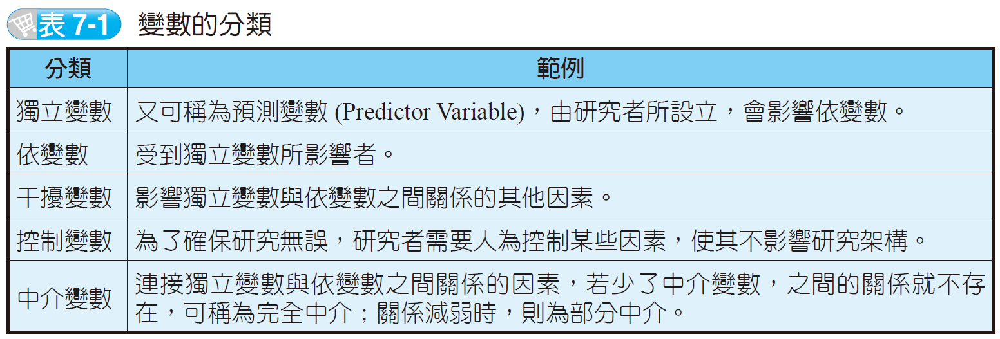 表 7-1 變數的分類
分類 範例
獨立變數 又可稱為預測變數 (Predictor Variable)，由研究者所設立，會影響依變數。
依變數 受到獨立變數所影響者。
干擾變數 影響獨立變數與依變數之間關係的其他因素。
控制變數 為了確保研究無誤，研究者需要人為控制某些因素，使其不影響研究架構。
中介變數 連接獨立變數與依變數之間關係的因素，若少了中介變數，之間的關係就不存
在，可稱為完全中介；關係減弱時，則為部分中介。